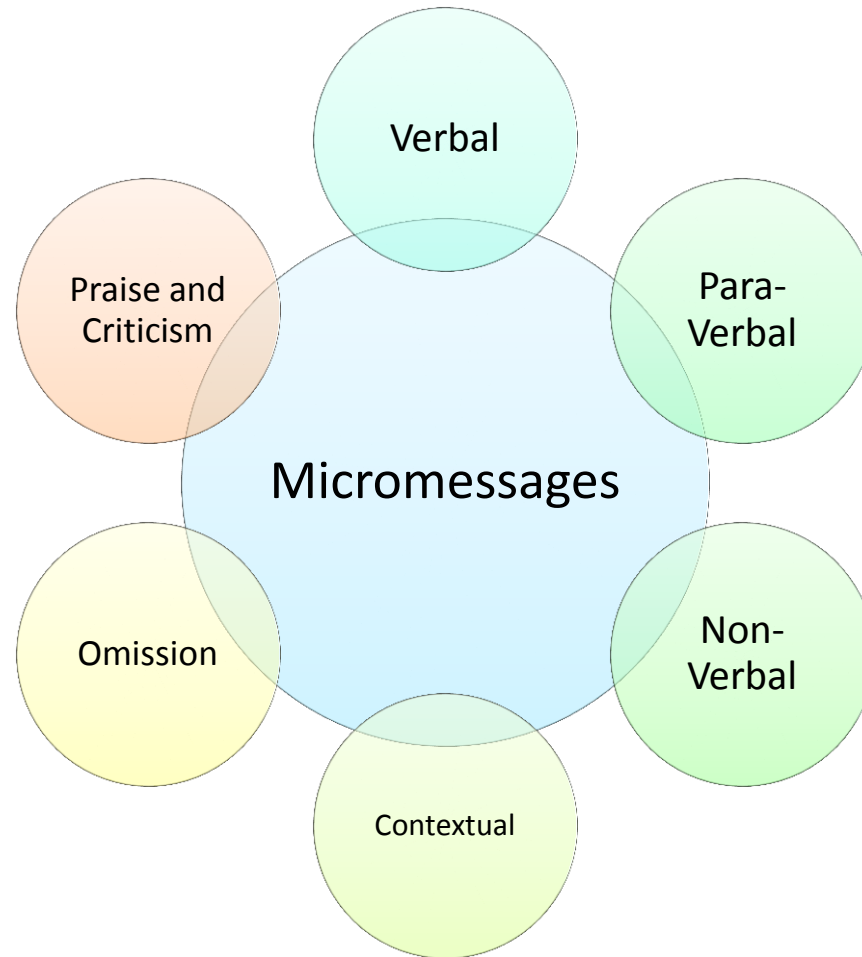 Verbal
Praise and
Criticism
Para-
Verbal
Micromessages
Omission
Non-
Verbal
Contextual